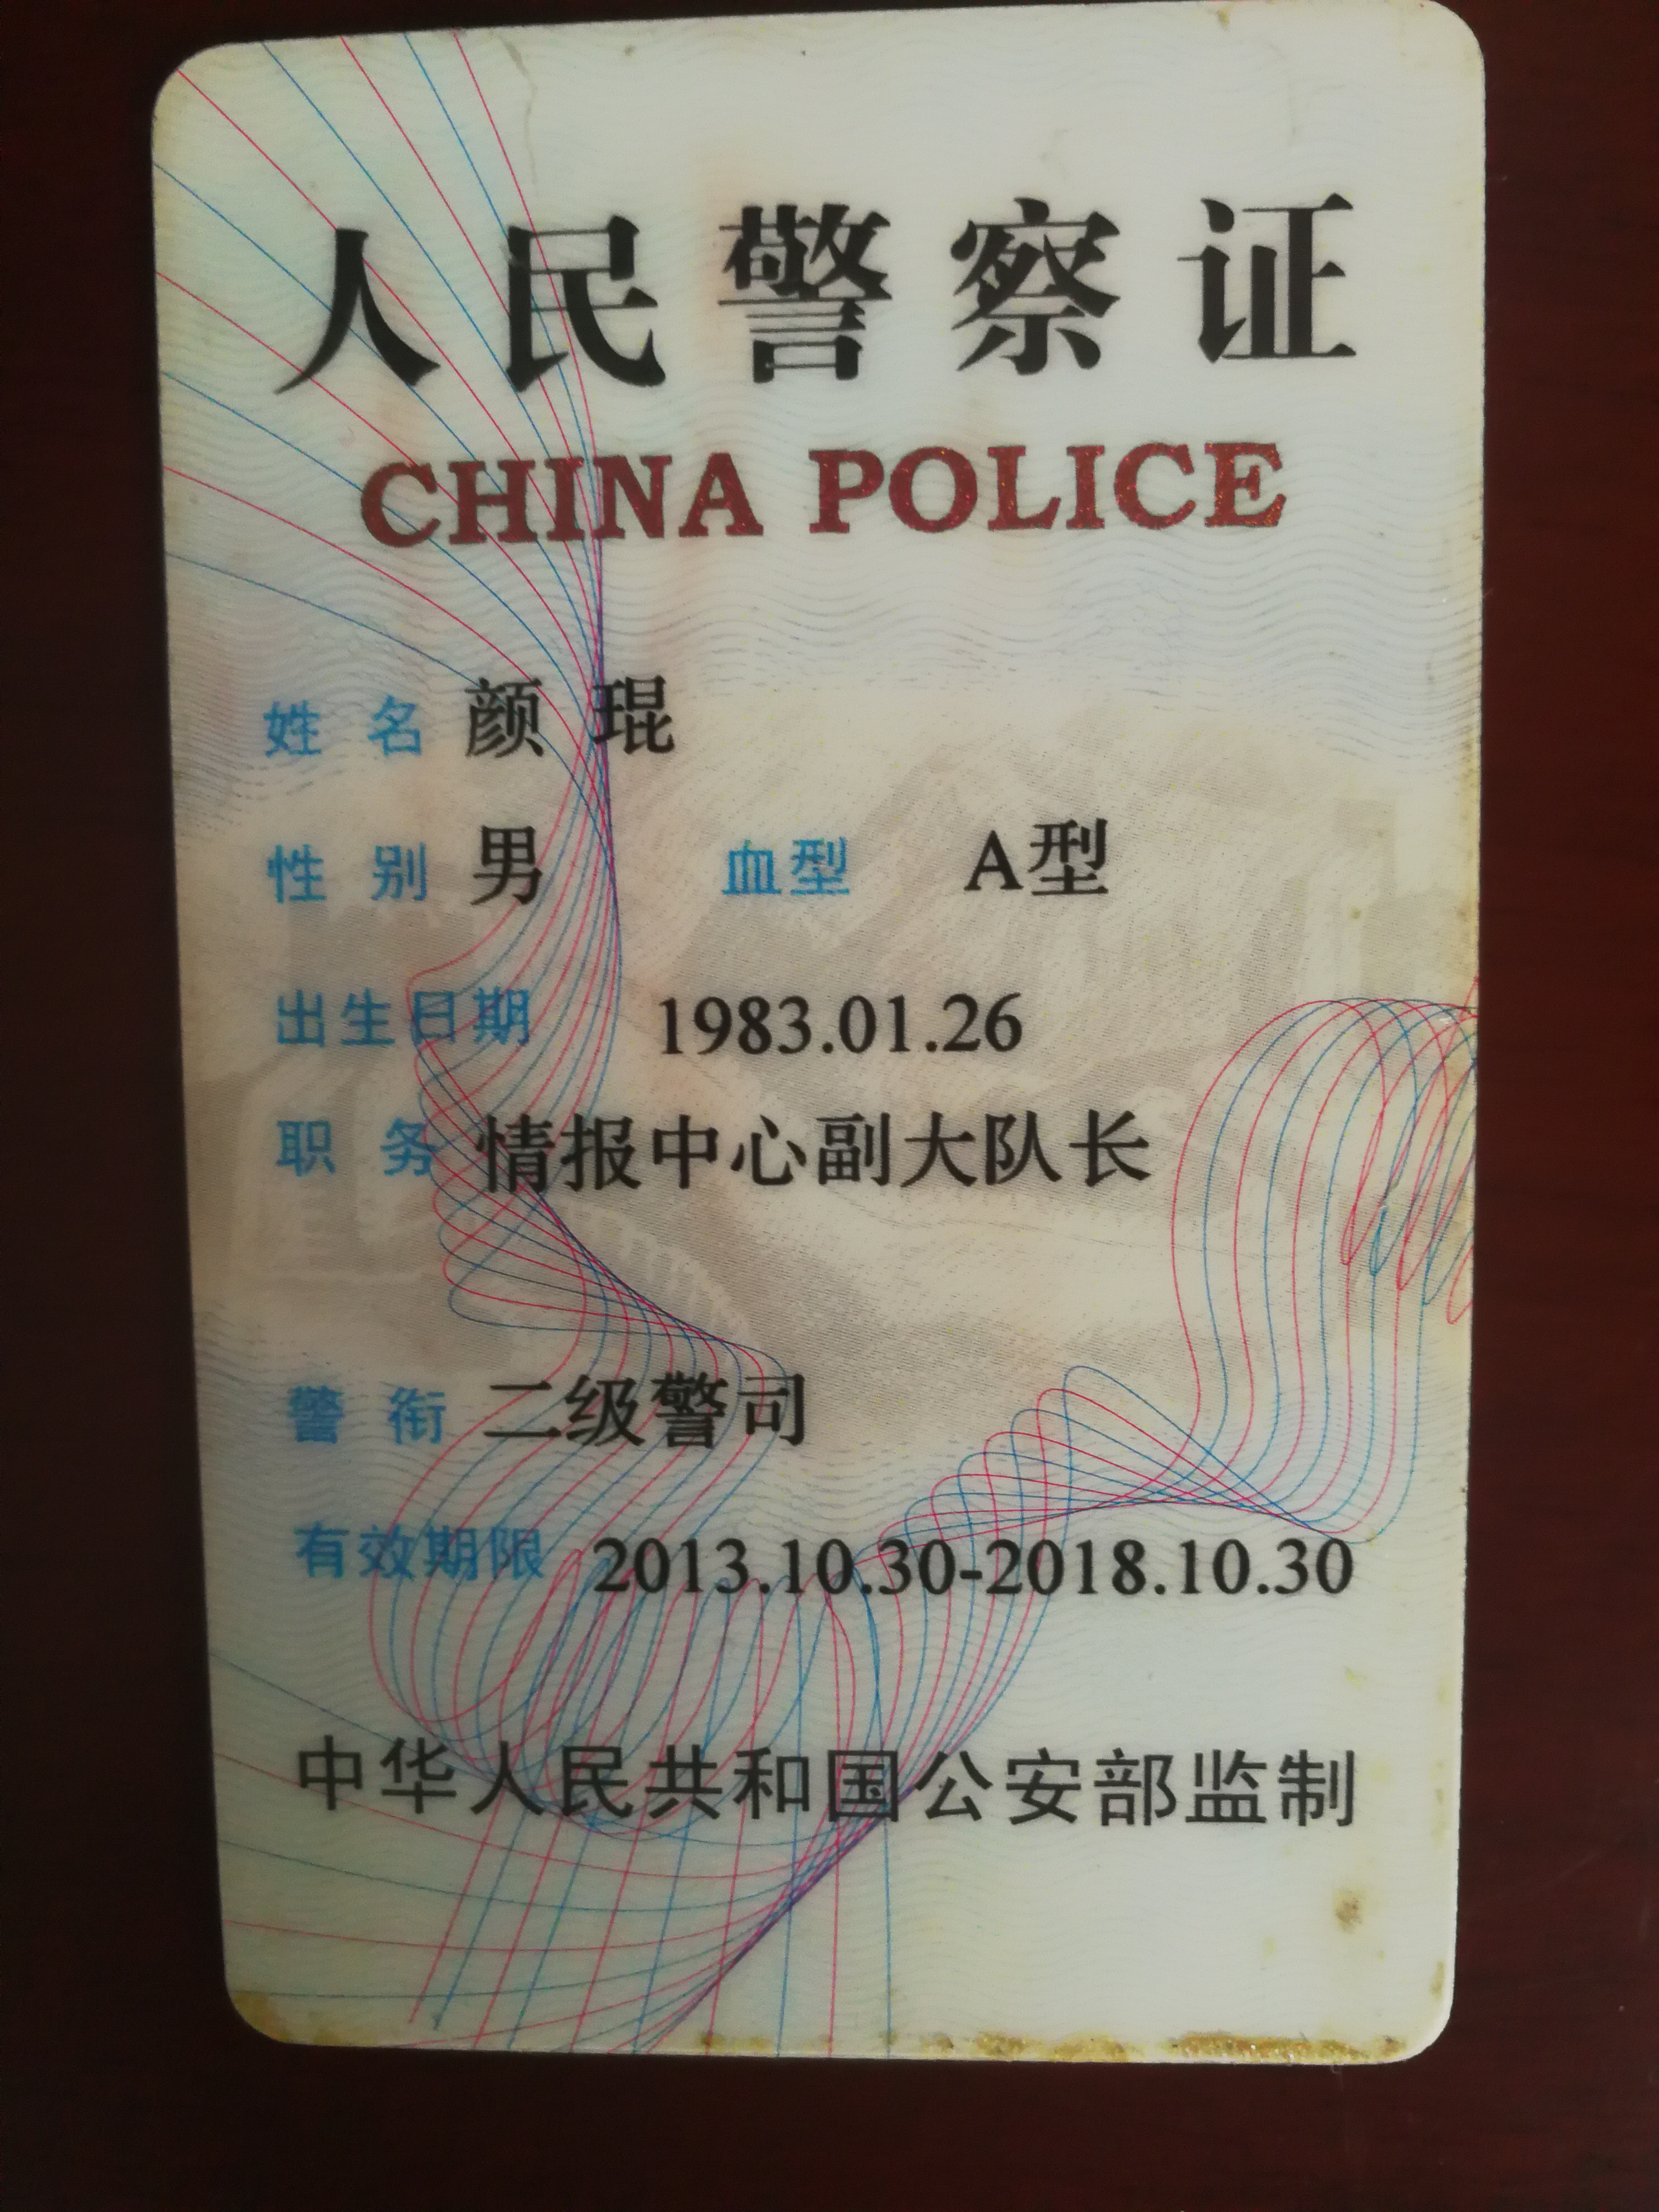 人民警察证
CHINA POLICE
姓 名 颜 琨
性 别 男 血型 A型
出生日期 1983.01.26
职 务 情报中心副大队长
警 衔 二级警司
有效期限 2013.10.30-2018.10.30
中华人民共和国公安部监制